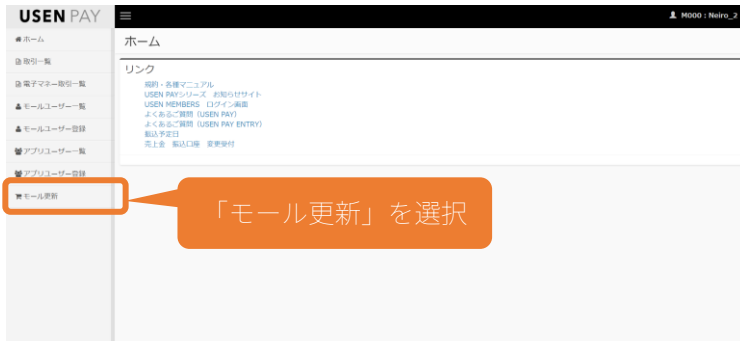 USEN PAY
M000 : Neiro_2
ホーム
取引一覧
電子マネー取引一覧
モールユーザー一覧
モールユーザー登録
アプリユーザー一覧
アプリユーザー登録
モール更新
ホーム
リンク
規約・各種マニュアル
USEN PAYシリーズ お知らせサイト
USEN MEMBERS ログイン画面
よくあるご質問 (USEN PAY)
よくあるご質問 (USEN PAY ENTRY)
振込予定日
売上金 振込口座 変更受付
「モール更新」を選択